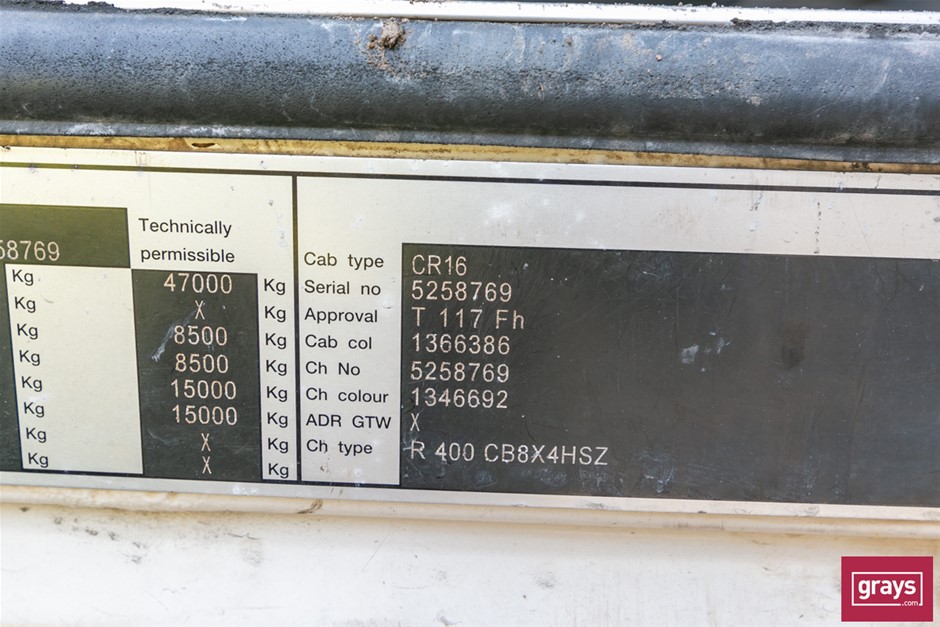 58769
Technically
permissible
Kg 47000 Kg
Kg X Kg
Kg 8500 Kg
Kg 8500 Kg
Kg 15000 Kg
Kg 15000 Kg
Kg X Kg
Kg X Kg
Cab type CR16
Serial no 5258769
Approval T 117 Fh
Cab col 1366386
Ch No 5258769
Ch colour 1346692
ADR GTW X
Ch type R 400 CB8X4HSZ
grays
.com